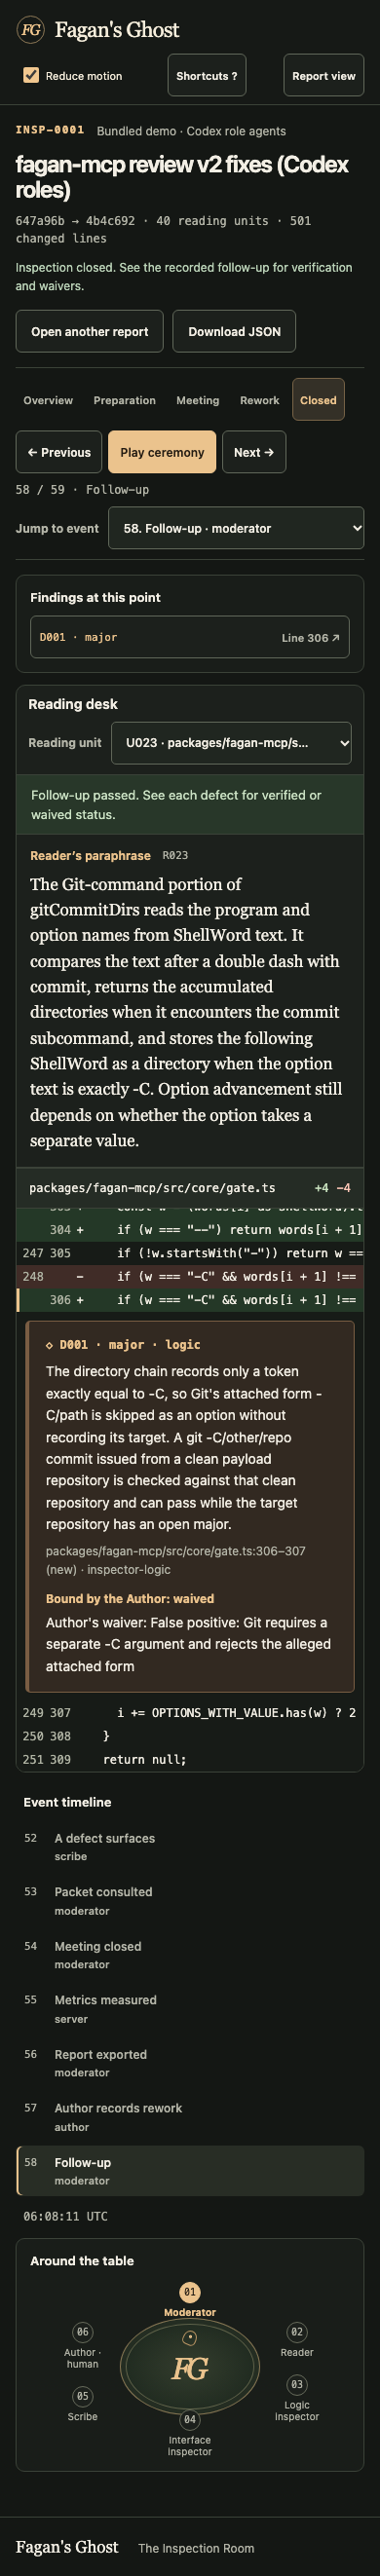 FG Fagan's Ghost
Reduce motion
Shortcuts ?
Report view
INSP-0001 Bundled demo · Codex role agents
fagan-mcp review v2 fixes (Codex
roles)
647a96b → 4b4c692 · 40 reading units · 501
changed lines
Inspection closed. See the recorded follow-up for verification
and waivers.
Open another report
Download JSON
Overview Preparation Meeting Rework Closed
← Previous Play ceremony Next →
58 / 59 · Follow-up
Jump to event 58. Follow-up · moderator
Findings at this point
D001 · major Line 306 ↗
Reading desk
Reading unit U023 · packages/fagan-mcp/s...
Follow-up passed. See each defect for verified or
waived status.
Reader's paraphrase R023
The Git-command portion of
gitCommitDirs reads the program and
option names from ShellWord text. It
compares the text after a double dash with
commit, returns the accumulated
directories when it encounters the commit
subcommand, and stores the following
ShellWord as a directory when the option
text is exactly -C. Option advancement still
depends on whether the option takes a
separate value.
packages/fagan-mcp/src/core/gate.ts +4 −4
304 + if (w === "--") return words[i + 1]
247 305 if (!w.startsWith("-")) return w ==
248 − if (w === "-C" && words[i + 1] !==
306 + if (w === "-C" && words[i + 1] !==
◇ D001 · major · logic
The directory chain records only a token
exactly equal to -C, so Git's attached form -
C/path is skipped as an option without
recording its target. A git -C/other/repo
commit issued from a clean payload
repository is checked against that clean
repository and can pass while the target
repository has an open major.
packages/fagan-mcp/src/core/gate.ts:306–307
(new) · inspector-logic
Bound by the Author: waived
Author's waiver: False positive: Git requires a
separate -C argument and rejects the alleged
attached form
249 307 i += OPTIONS_WITH_VALUE.has(w) ? 2
250 308 }
251 309 return null;
Event timeline
52 A defect surfaces
scribe
53 Packet consulted
moderator
54 Meeting closed
moderator
55 Metrics measured
server
56 Report exported
moderator
57 Author records rework
author
58 Follow-up
moderator
06:08:11 UTC
Around the table
01
Moderator
06
Author ·
human
02
Reader
FG
05
Scribe
03
Logic
inspector
04
Interface
inspector
Fagan's Ghost The Inspection Room